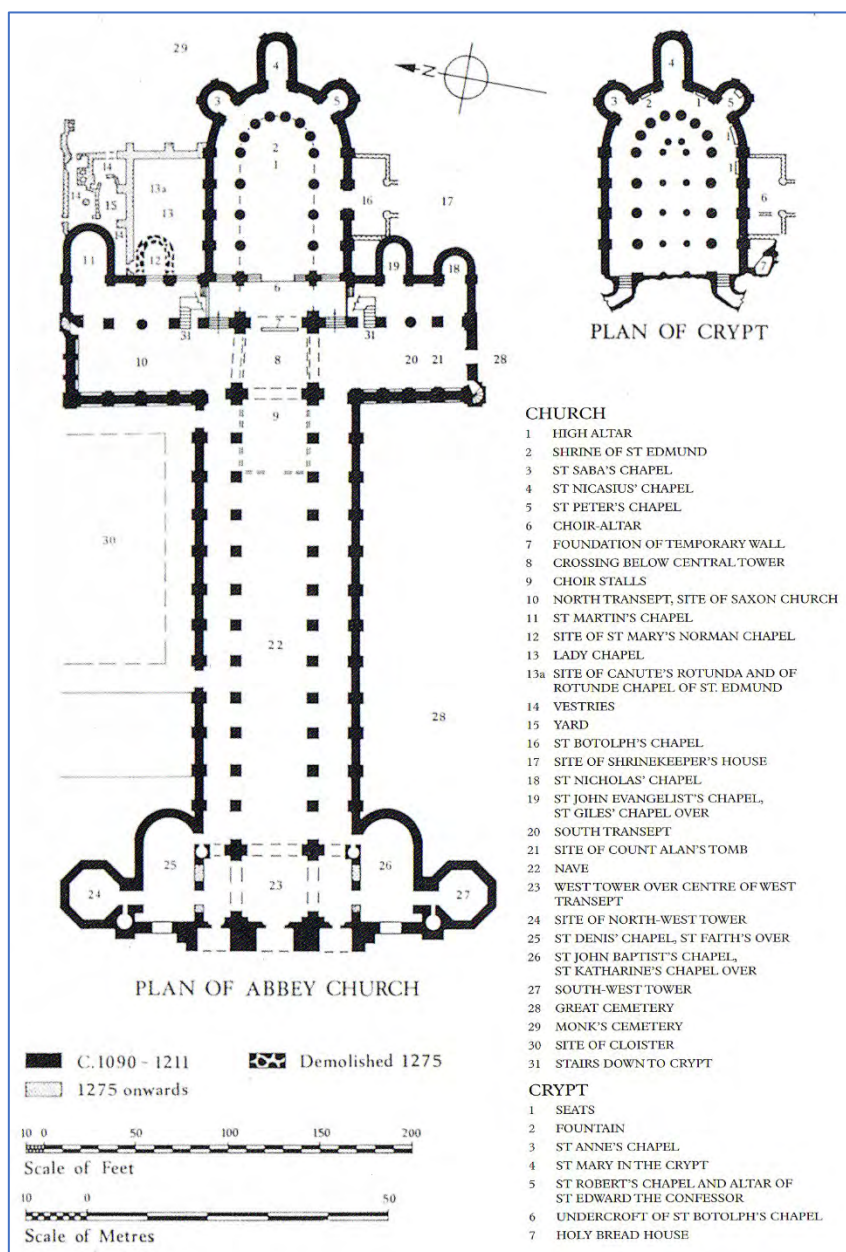 29
4
3
5
N
2
1
14
14
15
14
13a
13
12
11
16
17
19
18
6
7
31
31
10
8
20
21
28
9
30
22
28
25
26
23
24
27
PLAN OF ABBEY CHURCH
4
3
2
1
5
1
1
6
7
PLAN OF CRYPT
C.1090 – 1211
Demolished 1275
1275 onwards
10 0 50 100 150 200
Scale of Feet
10 0 50
Scale of Metres
CHURCH
1 HIGH ALTAR
2 SHRINE OF ST EDMUND
3 ST SABA'S CHAPEL
4 ST NICASIUS' CHAPEL
5 ST PETER'S CHAPEL
6 CHOIR-ALTAR
7 FOUNDATION OF TEMPORARY WALL
8 CROSSING BELOW CENTRAL TOWER
9 CHOIR STALLS
10 NORTH TRANSEPT, SITE OF SAXON CHURCH
11 ST MARTIN'S CHAPEL
12 SITE OF ST MARY'S NORMAN CHAPEL
13 LADY CHAPEL
13a SITE OF CANUTE'S ROTUNDA AND OF
ROTUNDE CHAPEL OF ST. EDMUND
14 VESTRIES
15 YARD
16 ST BOTOLPH'S CHAPEL
17 SITE OF SHRINEKEEPER'S HOUSE
18 ST NICHOLAS' CHAPEL
19 ST JOHN EVANGELIST'S CHAPEL,
ST GILES' CHAPEL OVER
20 SOUTH TRANSEPT
21 SITE OF COUNT ALAN'S TOMB
22 NAVE
23 WEST TOWER OVER CENTRE OF WEST
TRANSEPT
24 SITE OF NORTH-WEST TOWER
25 ST DENIS' CHAPEL, ST FAITH'S OVER
26 ST JOHN BAPTIST'S CHAPEL,
ST KATHARINE'S CHAPEL OVER
27 SOUTH-WEST TOWER
28 GREAT CEMETERY
29 MONK'S CEMETERY
30 SITE OF CLOISTER
31 STAIRS DOWN TO CRYPT
CRYPT
1 SEATS
2 FOUNTAIN
3 ST ANNE'S CHAPEL
4 ST MARY IN THE CRYPT
5 ST ROBERT'S CHAPEL AND ALTAR OF
ST EDWARD THE CONFESSOR
6 UNDERCROFT OF ST BOTOLPH'S CHAPEL
7 HOLY BREAD HOUSE